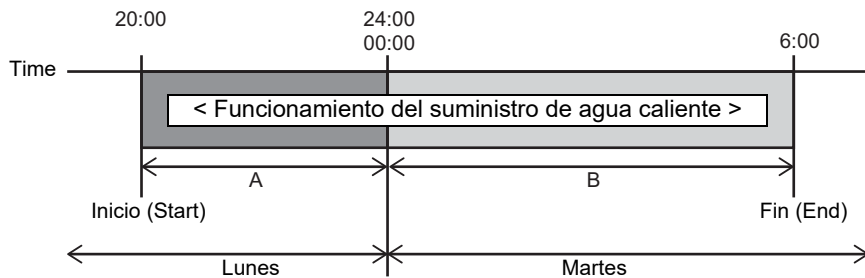 20:00
24:00
00:00
6:00
Time
< Funcionamiento del suministro de agua caliente >
A
B
Inicio (Start)
Fin (End)
Lunes
Martes